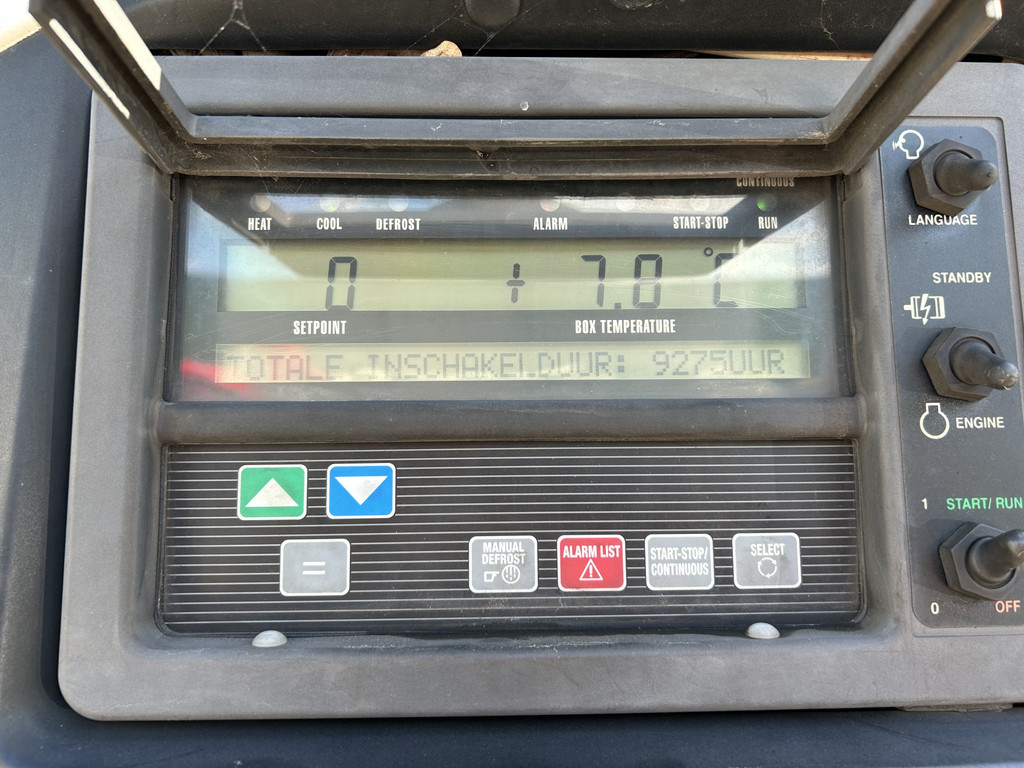 CONTINUOUS
HEAT COOL DEFROST ALARM START-STOP RUN
0 + 7.0 °C
SETPOINT BOX TEMPERATURE
TOTALE INSCHAKELDUUR: 9275UUR
MANUAL DEFROST
ALARM LIST
START-STOP/
CONTINUOUS
SELECT
=
LANGUAGE
STANDBY
ENGINE
1 START/ RUN
0 OFF